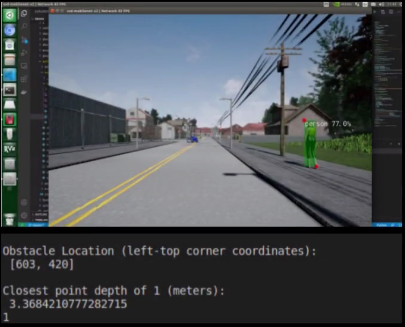 person 77.0%
Obstacle Location (left-top corner coordinates):
[603, 420]
Closest point depth of 1 (meters):
3.3684210777282715
1